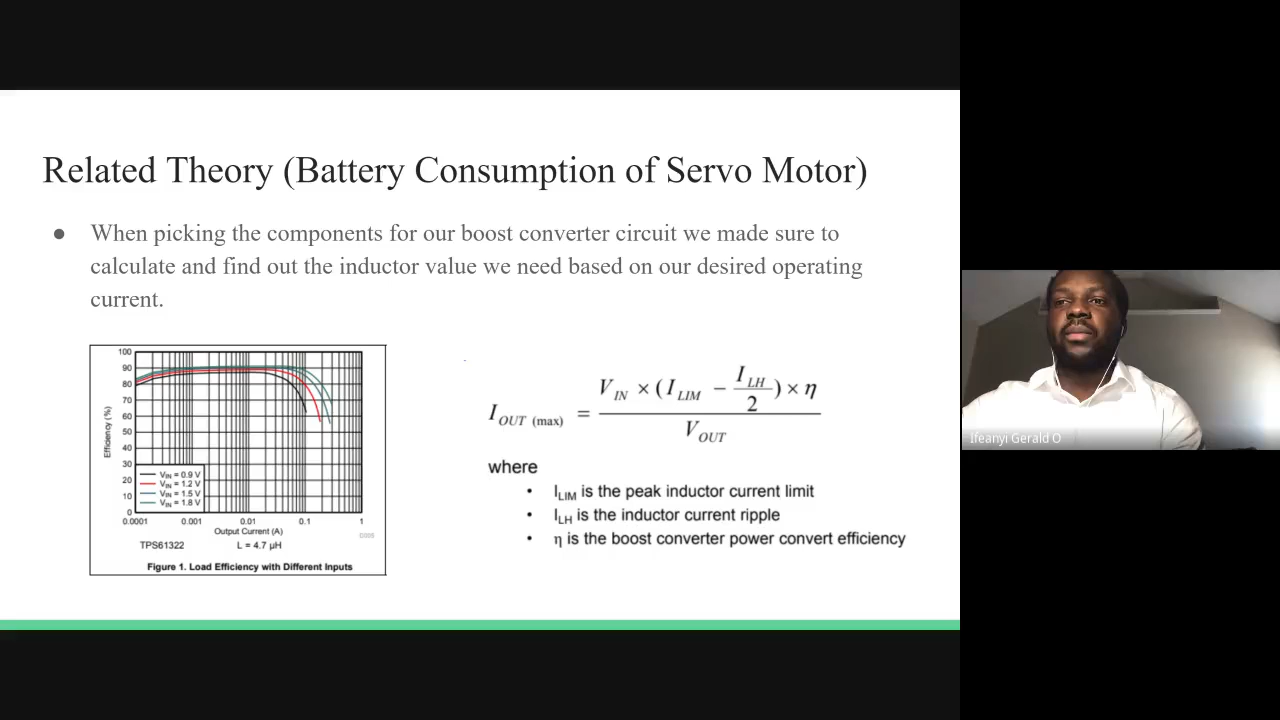 Related Theory (Battery Consumption of Servo Motor)
● When picking the components for our boost converter circuit we made sure to
calculate and find out the inductor value we need based on our desired operating
current.
100
90
80
70
60
50
40
30
20
10
0
Efficiency (%)
V_IN = 0.9 V
V_IN = 1.2 V
V_IN = 1.5 V
V_IN = 1.8 V
0.0001 0.001 0.01 0.1 1
Output Current (A)
TPS61322 L = 4.7 µH
Figure 1. Load Efficiency with Different Inputs
I_OUT (max) = V_IN × (I_LIM − I_LH / 2) × η / V_OUT
where
• I_LIM is the peak inductor current limit
• I_LH is the inductor current ripple
• η is the boost converter power convert efficiency
Ifeanyi Gerald O